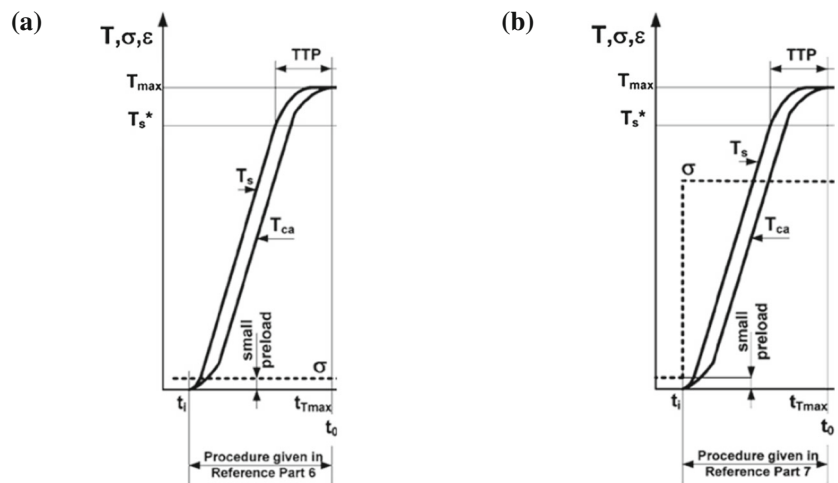 (a)
T,σ,ε
TTP
Tmax
Ts*
Ts
Tca
small
preload
σ
ti
tTmax
t0
Procedure given in
Reference Part 6
(b)
T,σ,ε
TTP
Tmax
Ts*
Ts
σ
Tca
small
preload
ti
tTmax
t0
Procedure given in
Reference Part 7